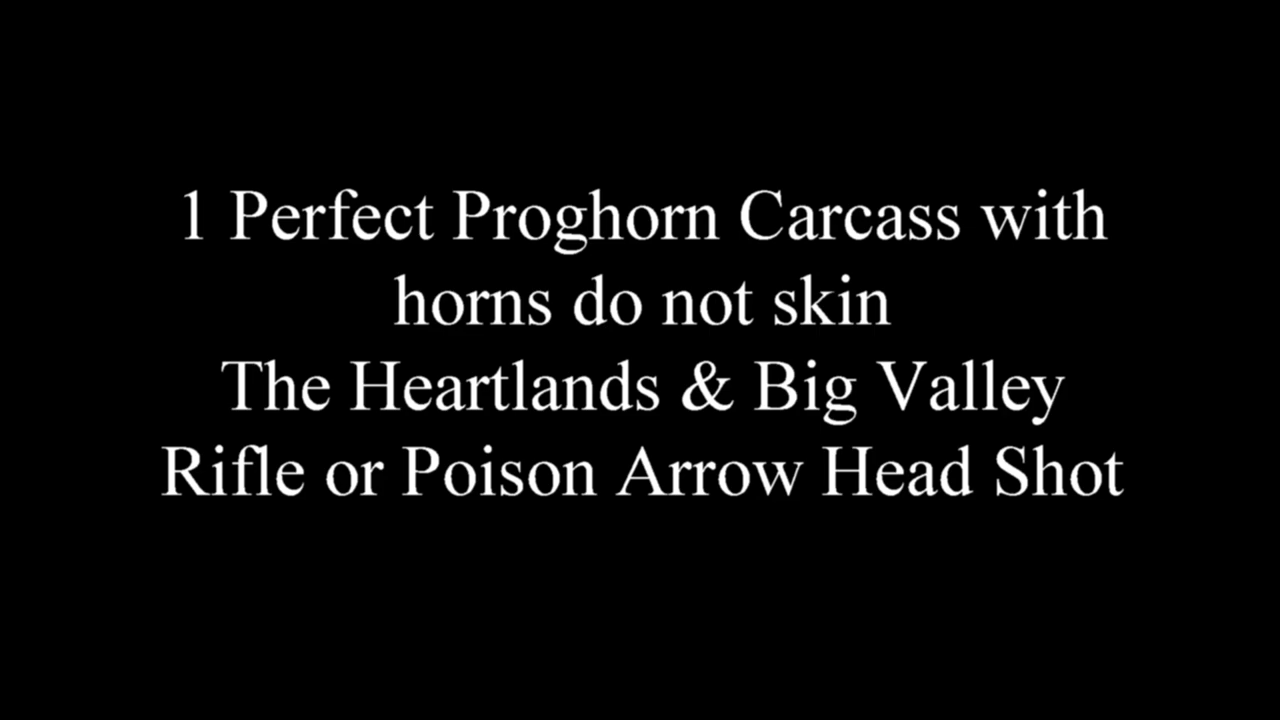 1 Perfect Proghorn Carcass with
horns do not skin
The Heartlands & Big Valley
Rifle or Poison Arrow Head Shot